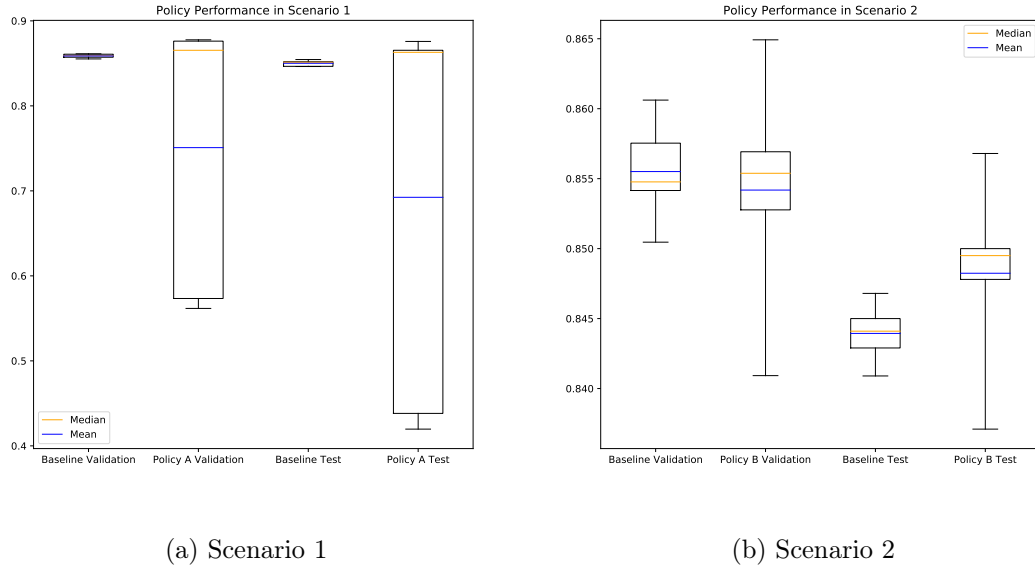 Policy Performance in Scenario 1
0.9
0.8
0.7
0.6
0.5
0.4
Median
Mean
Baseline Validation
Policy A Validation
Baseline Test
Policy A Test
(a) Scenario 1
Policy Performance in Scenario 2
0.865
0.860
0.855
0.850
0.845
0.840
Median
Mean
Baseline Validation
Policy B Validation
Baseline Test
Policy B Test
(b) Scenario 2